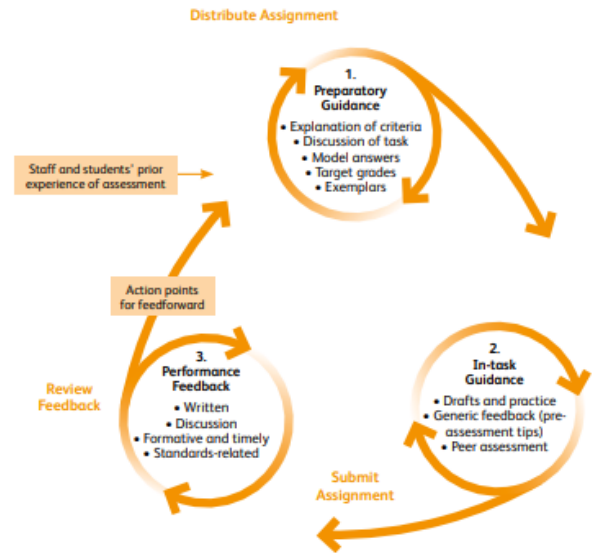 Distribute Assignment
1.
Preparatory
Guidance
• Explanation of criteria
• Discussion of task
• Model answers
• Target grades
• Exemplars
Staff and students' prior
experience of assessment
Action points
for feedforward
2.
In-task
Guidance
• Drafts and practice
• Generic feedback (pre-
assessment tips)
• Peer assessment
3.
Performance
Feedback
• Written
• Discussion
• Formative and timely
• Standards-related
Review
Feedback
Submit
Assignment